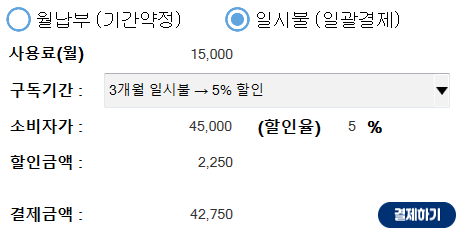 월납부 (기간약정) 일시불 (일괄결제)
사용료(월) 15,000
구독기간 : 3개월 일시불 → 5% 할인
소비자가 : 45,000 (할인율) 5 %
할인금액 : 2,250
결제금액 : 42,750 결제하기